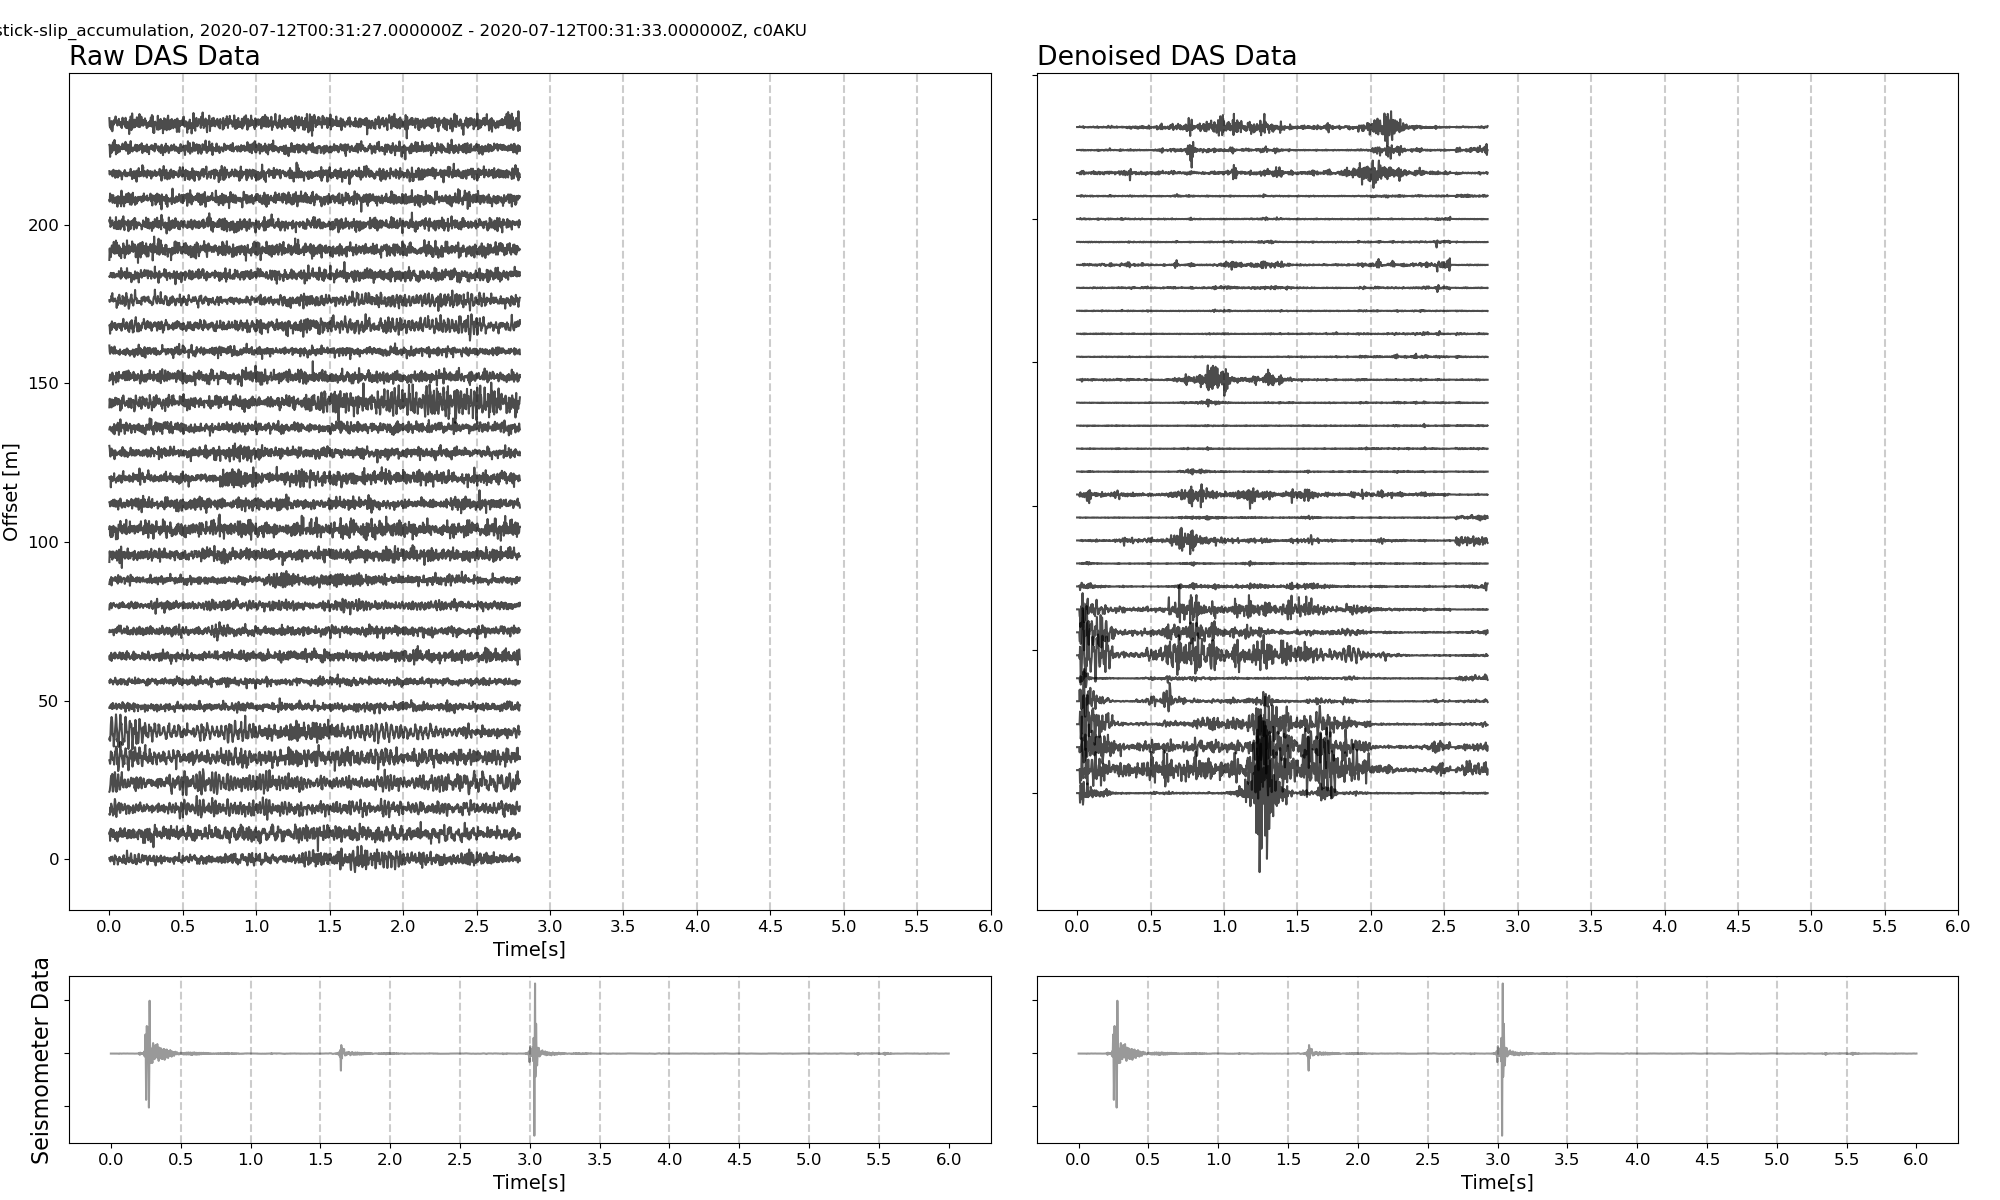 stick-slip_accumulation, 2020-07-12T00:31:27.000000Z - 2020-07-12T00:31:33.000000Z, c0AKU
Raw DAS Data
Denoised DAS Data
Offset [m]
200
150
100
50
0
0.0 0.5 1.0 1.5 2.0 2.5 3.0 3.5 4.0 4.5 5.0 5.5 6.0
Time[s]
0.0 0.5 1.0 1.5 2.0 2.5 3.0 3.5 4.0 4.5 5.0 5.5 6.0
Seismometer Data
0.0 0.5 1.0 1.5 2.0 2.5 3.0 3.5 4.0 4.5 5.0 5.5 6.0
Time[s]
0.0 0.5 1.0 1.5 2.0 2.5 3.0 3.5 4.0 4.5 5.0 5.5 6.0
Time[s]